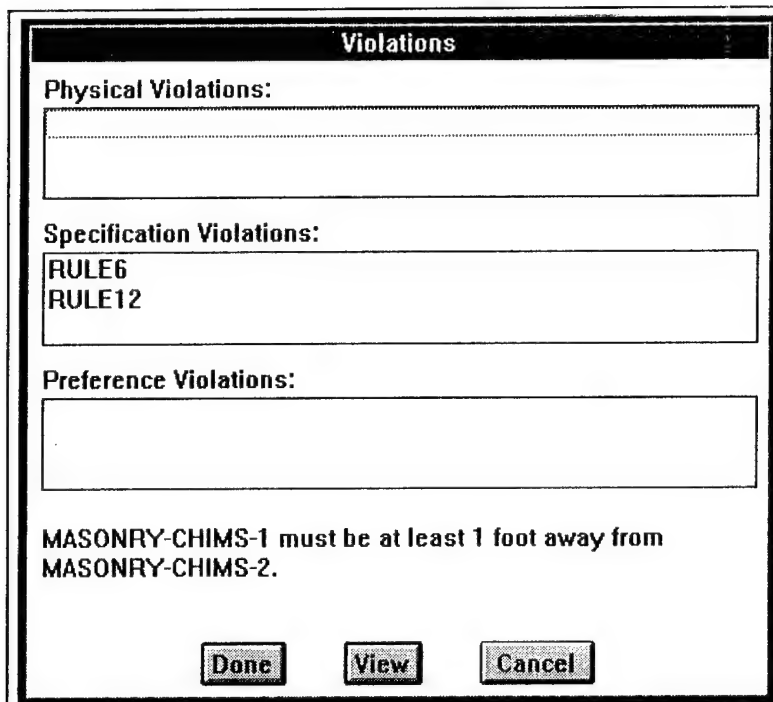 Violations
Physical Violations:
Specification Violations:
RULE6
RULE12
Preference Violations:
MASONRY-CHIMS-1 must be at least 1 foot away from
MASONRY-CHIMS-2.
Done View Cancel